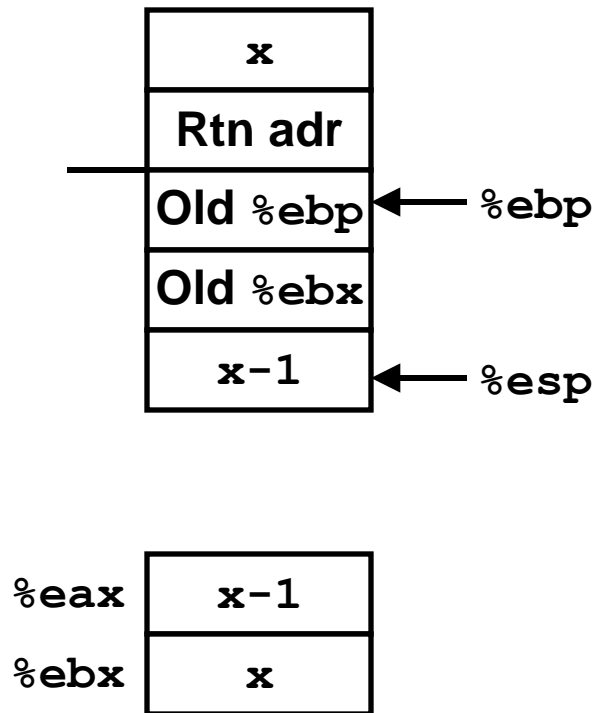 x
Rtn adr
Old %ebp %ebp
Old %ebx
x-1 %esp
%eax x-1
%ebx x